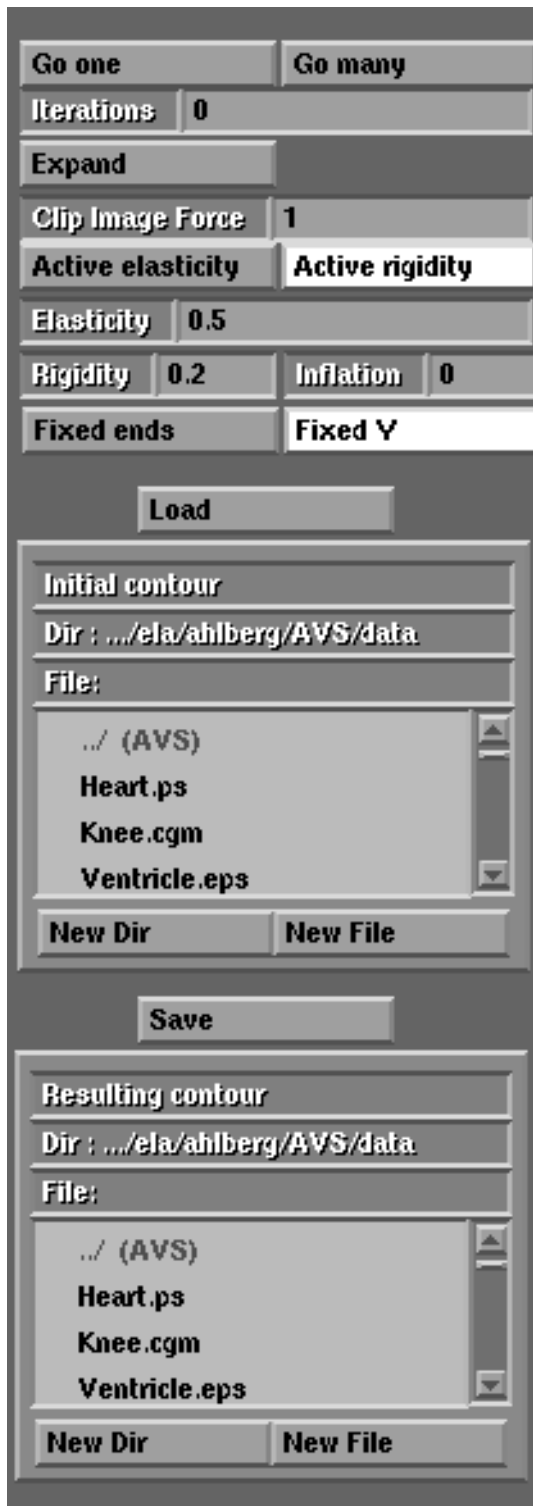 Go one Go many
Iterations 0
Expand
Clip Image Force 1
Active elasticity Active rigidity
Elasticity 0.5
Rigidity 0.2 Inflation 0
Fixed ends Fixed Y
Load
Initial contour
Dir : .../ela/ahlberg/AVS/data
File:
../ (AVS)
Heart.ps
Knee.cgm
Ventricle.eps
New Dir New File
Save
Resulting contour
Dir : .../ela/ahlberg/AVS/data
File:
../ (AVS)
Heart.ps
Knee.cgm
Ventricle.eps
New Dir New File